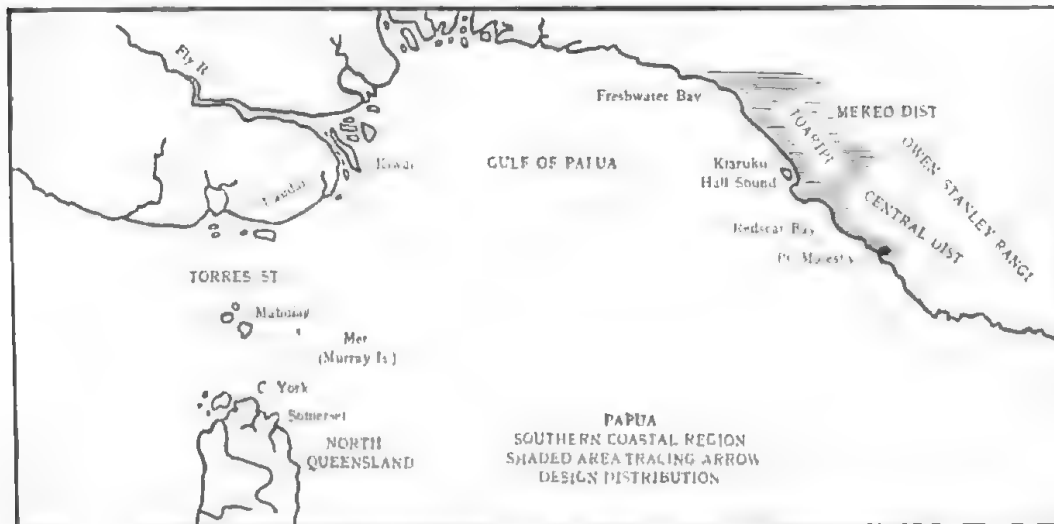 Fly R
Freshwater Bay
MEKEO DIST
TOARIPI
OWEN STANLEY RANGE
GULF OF PAPUA
Kiwai
Hall Sound
CENTRAL DIST
Redscar Bay
Pt. Moresby
TORRES ST
Mabuiag
Mer
(Murray Is.)
C. York
Somerset
NORTH
QUEENSLAND
PAPUA
SOUTHERN COASTAL REGION
SHADED AREA TRACING ARROW
DESIGN DISTRIBUTION